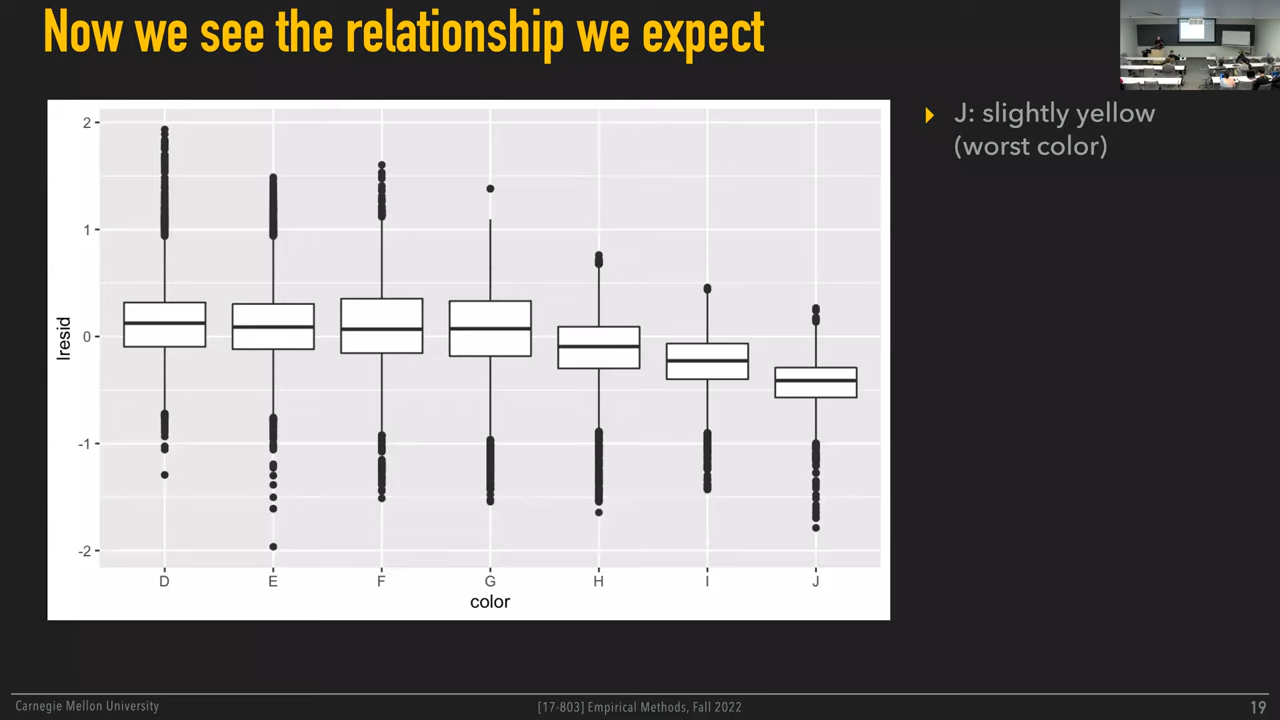 Now we see the relationship we expect
J: slightly yellow
(worst color)
2
1
0
-1
-2
lresid
D E F G H I J
color
Carnegie Mellon University
[17-803] Empirical Methods, Fall 2022
19